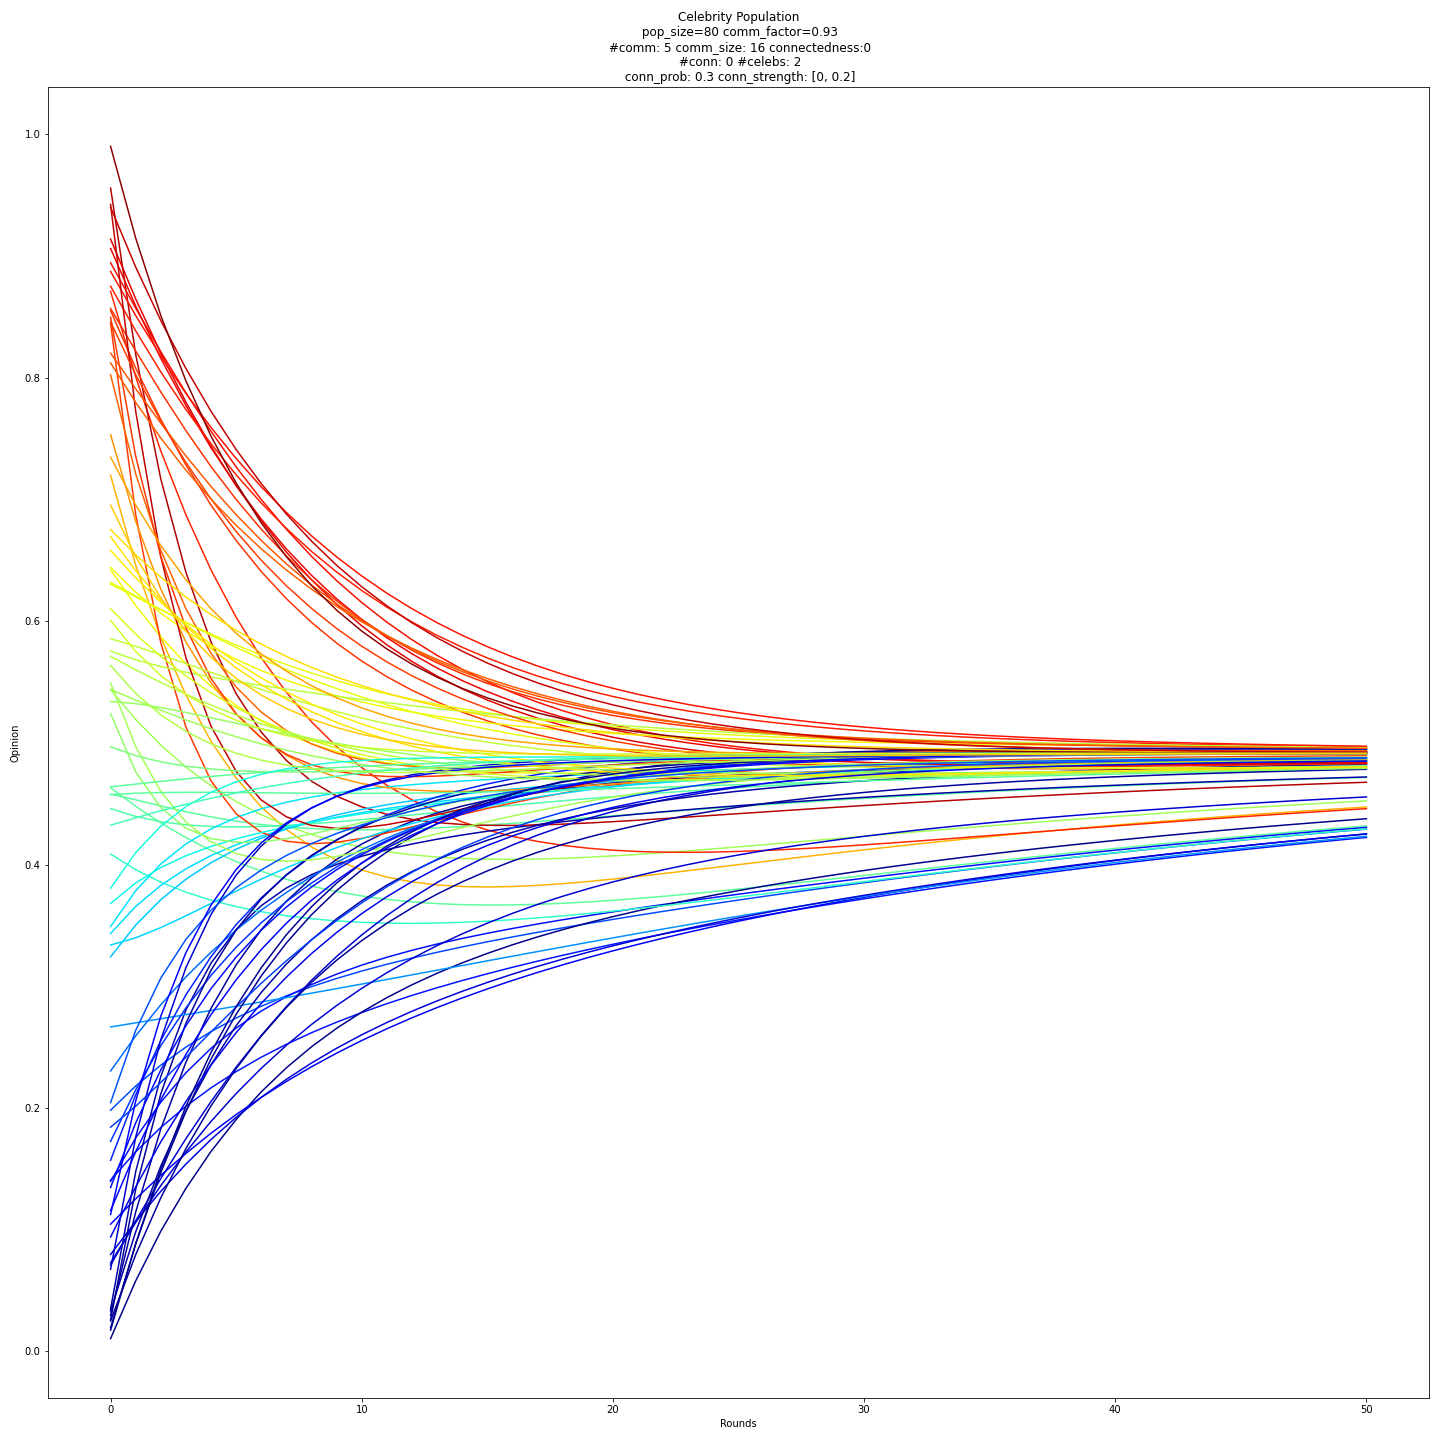 Celebrity Population
pop_size=80 comm_factor=0.93
#comm: 5 comm_size: 16 connectedness:0
#conn: 0 #celebs: 2
conn_prob: 0.3 conn_strength: [0, 0.2]
1.0
0.8
0.6
Opinion
0.4
0.2
0.0
0 10 20 30 40 50
Rounds